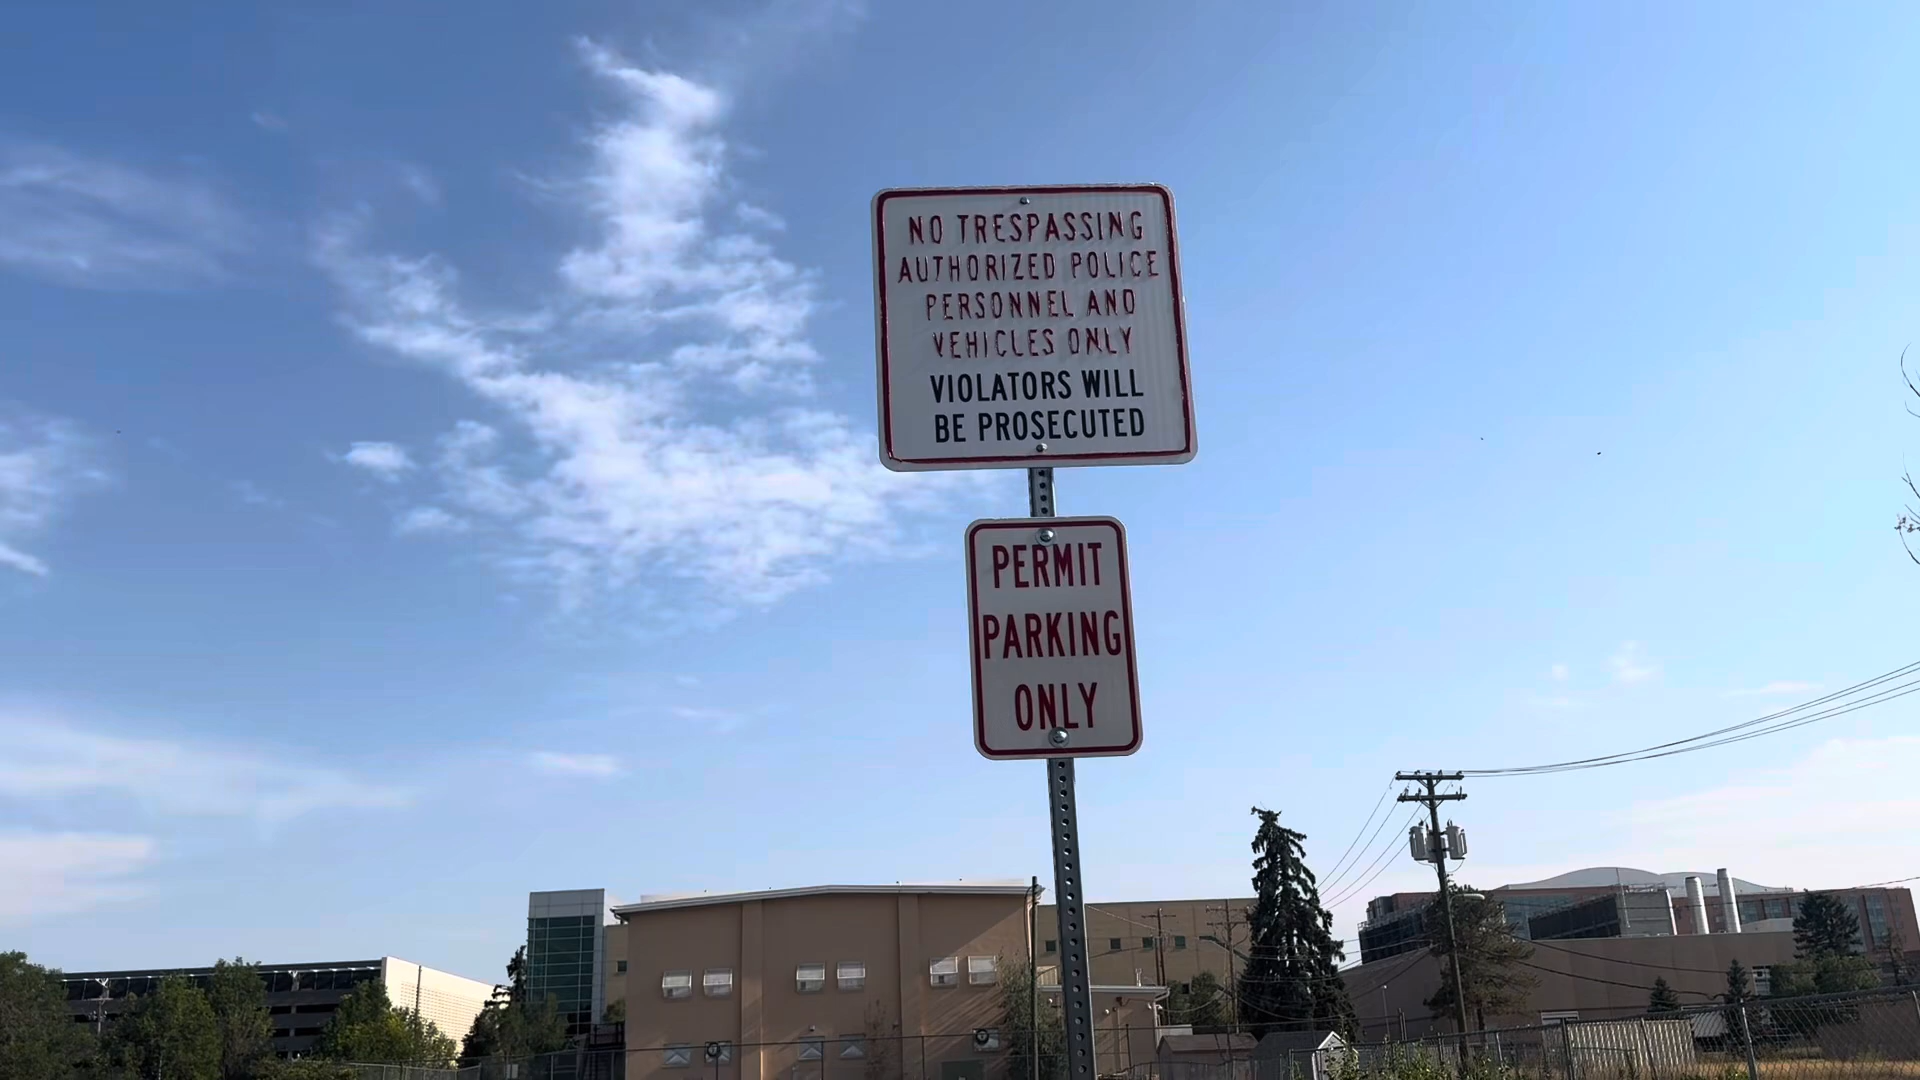 NO TRESPASSING
AUTHORIZED POLICE
PERSONNEL AND
VEHICLES ONLY
VIOLATORS WILL
BE PROSECUTED
PERMIT
PARKING
ONLY